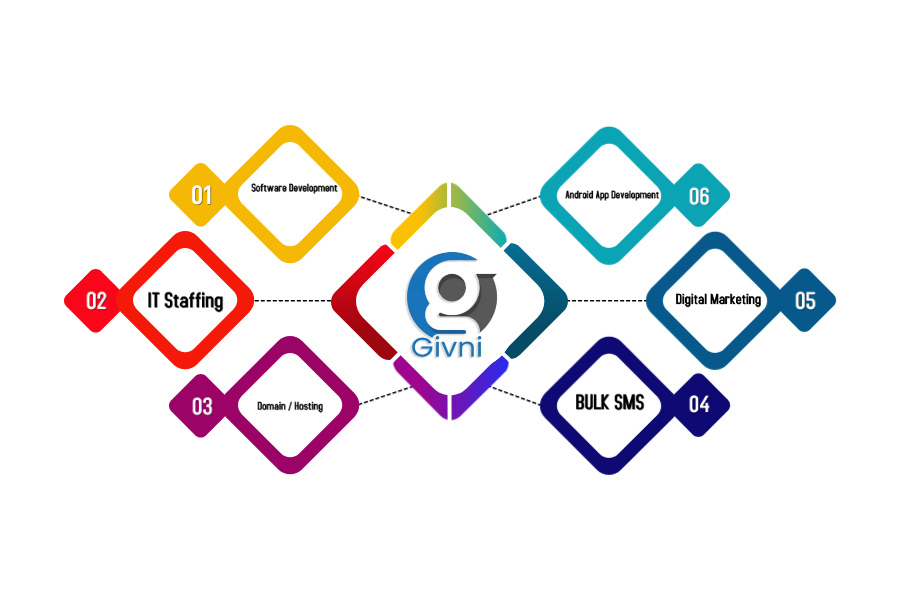 01
Software Development
02
IT Staffing
03
Domain / Hosting
g
Givni
06
Android App Development
05
Digital Marketing
04
BULK SMS